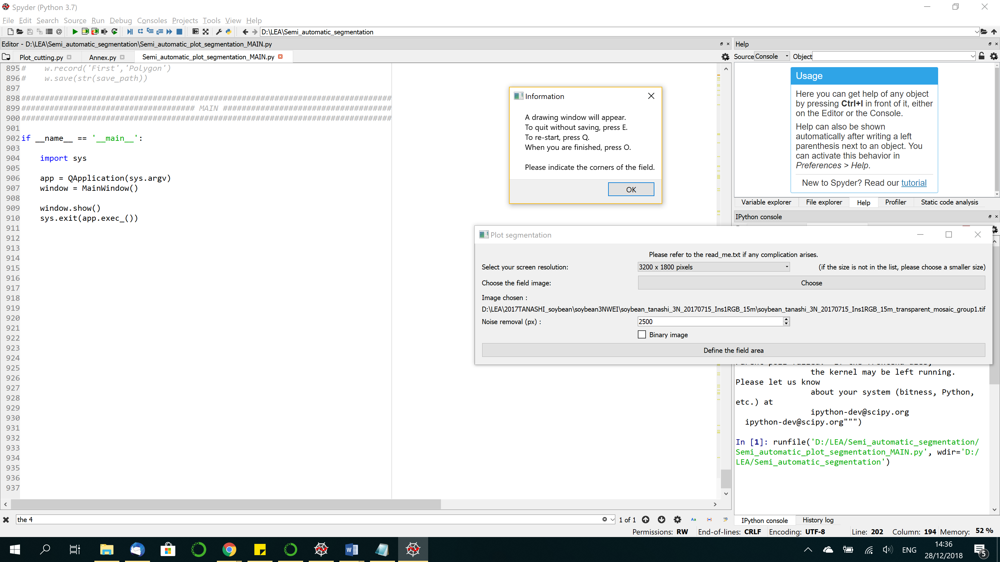 Spyder (Python 3.7)
File Edit Search Source Run Debug Consoles Projects Tools View Help
D:\LEA\Semi_automatic_segmentation
Editor - D:\LEA\Semi_automatic_segmentation\Semi_automatic_plot_segmentation_MAIN.py
Plot_cutting.py Annex.py Semi_automatic_plot_segmentation_MAIN.py
895 #    w.record('First','Polygon')
896 #    w.save(str(save_path))
897
898 ###############################################################################
899 ##################################### MAIN ####################################
900 ###############################################################################
901
902 if __name__ == '__main__':
903
904     import sys
905
906     app = QApplication(sys.argv)
907     window = MainWindow()
908
909     window.show()
910     sys.exit(app.exec_())
911
912
913
914
915
916
917
918
919
920
921
922
923
924
925
926
927
928
929
930
931
932
933
934
935
936
937
the 4
1 of 1
Aa
Information
A drawing window will appear.
To quit without saving, press E.
To re-start, press Q.
When you are finished, press O.
Please indicate the corners of the field.
OK
Help
Source Console Object
Usage
Here you can get help of any object
by pressing Ctrl+I in front of it, either
on the Editor or the Console.
Help can also be shown
automatically after writing a left
parenthesis next to an object. You
can activate this behavior in
Preferences > Help.
New to Spyder? Read our tutorial
Variable explorer File explorer Help Profiler Static code analysis
IPython console
Plot segmentation
Please refer to the read_me.txt if any complication arises.
Select your screen resolution: 3200 x 1800 pixels (if the size is not in the list, please choose a smaller size)
Choose the field image: Choose
Image chosen :
D:\LEA\2017TANASHI_soybean\soybean3NWEI\soybean_tanashi_3N_20170715_Ins1RGB_15m\soybean_tanashi_3N_20170715_Ins1RGB_15m_transparent_mosaic_group1.tif
Noise removal (px) : 2500
Binary image
Define the field area
the kernel may be left running.
Please let us know
about your system (bitness, Python,
etc.) at
ipython-dev@scipy.org
ipython-dev@scipy.org""")
In [1]: runfile('D:/LEA/Semi_automatic_segmentation/
Semi_automatic_plot_segmentation_MAIN.py', wdir='D:/
LEA/Semi_automatic_segmentation')
IPython console History log
Permissions: RW End-of-lines: CRLF Encoding: UTF-8 Line: 202 Column: 194 Memory: 52 %
ENG
14:36
28/12/2018
5